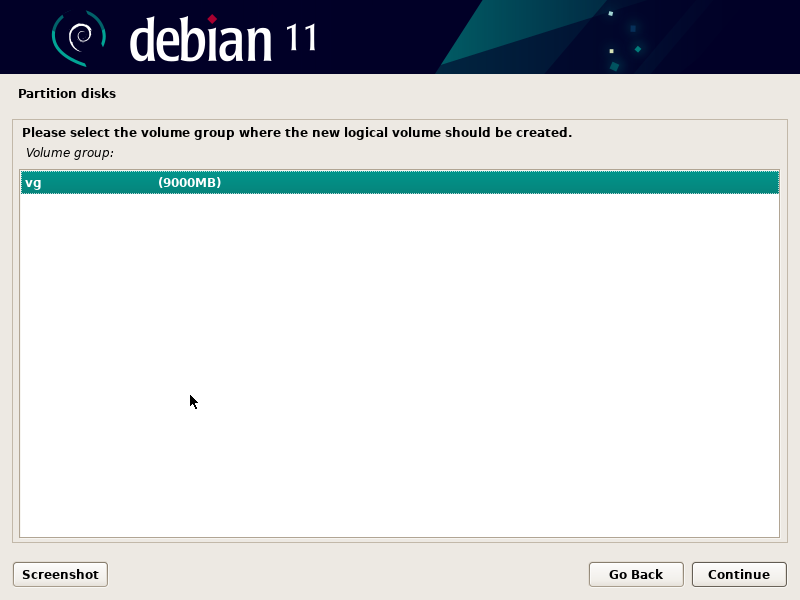 debian 11
Partition disks
Please select the volume group where the new logical volume should be created.
Volume group:
vg (9000MB)
Screenshot Go Back Continue